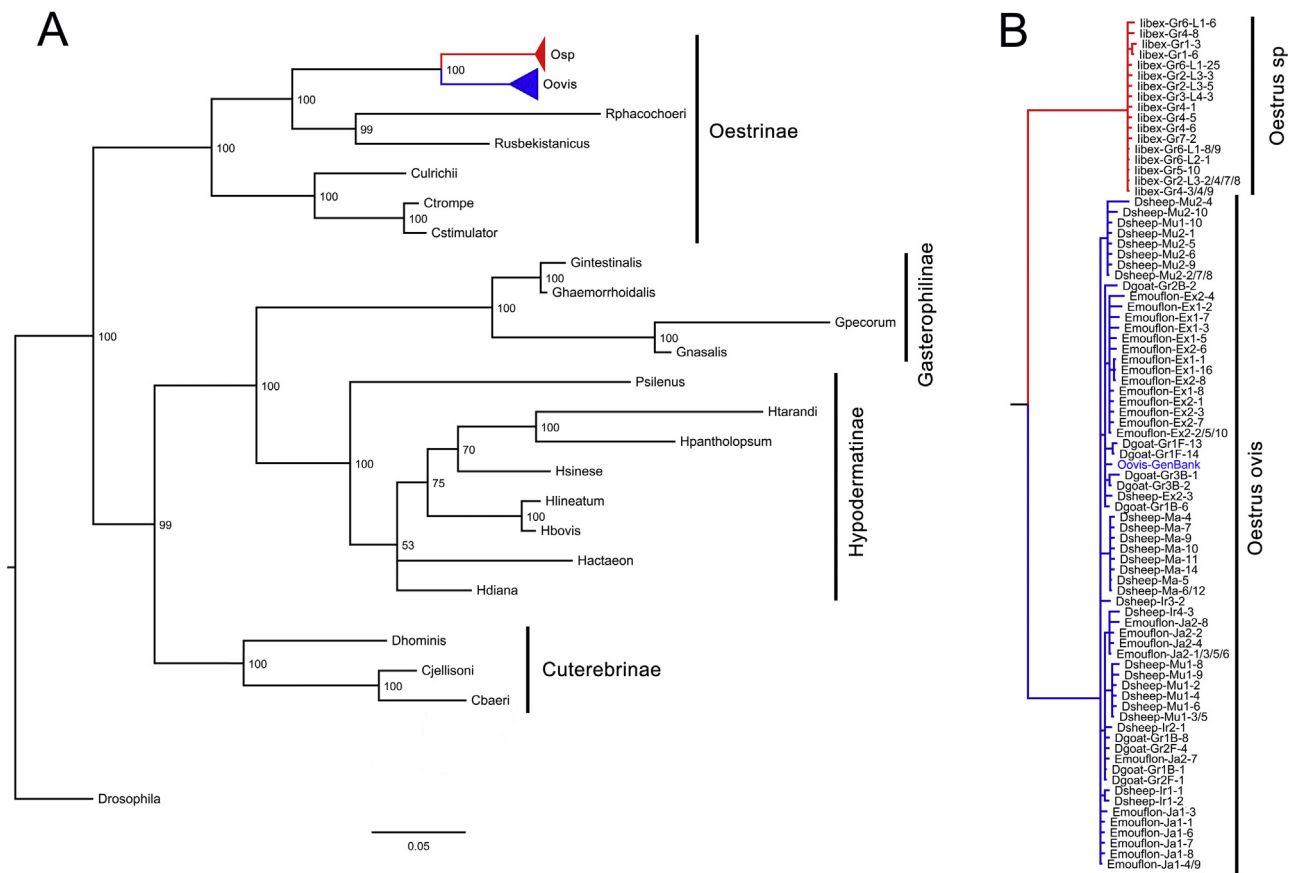 A
Osp
100
Oovis
100
Rphacochoeri
99
Oestrinae
Rusbekistanicus
100
Culrichii
100
Ctrompe
100
Cstimulator
Gintestinalis
100
Ghaemorrhoidalis
100
Gpecorum
100
Gnasalis
Gasterophilinae
100
100
Psilenus
Htarandi
100
Hpantholopsum
70
Hsinese
75
Hlineatum
100
Hbovis
100
53
Hactaeon
Hdiana
Hypodermatinae
99
Dhominis
100
Cjellisoni
100
Cbaeri
Cuterebrinae
Drosophila
0.05
B
Iibex-Gr6-L1-6
Iibex-Gr4-8
Iibex-Gr1-3
Iibex-Gr1-6
Iibex-Gr6-L1-25
Iibex-Gr2-L3-3
Iibex-Gr2-L3-5
Iibex-Gr3-L4-3
Iibex-Gr4-1
Iibex-Gr4-5
Iibex-Gr4-6
Iibex-Gr7-2
Iibex-Gr6-L1-8/9
Iibex-Gr6-L2-1
Iibex-Gr5-10
Iibex-Gr2-L3-2/4/7/8
Iibex-Gr4-3/4/9
Oestrus sp
Dsheep-Mu2-4
Dsheep-Mu2-10
Dsheep-Mu1-10
Dsheep-Mu2-1
Dsheep-Mu2-5
Dsheep-Mu2-6
Dsheep-Mu2-9
Dsheep-Mu2-2/7/8
Dgoat-Gr2B-2
Emouflon-Ex2-4
Emouflon-Ex1-2
Emouflon-Ex1-7
Emouflon-Ex1-3
Emouflon-Ex1-5
Emouflon-Ex2-6
Emouflon-Ex1-1
Emouflon-Ex1-16
Emouflon-Ex2-8
Emouflon-Ex1-8
Emouflon-Ex2-1
Emouflon-Ex2-3
Emouflon-Ex2-7
Emouflon-Ex2-2/5/10
Dgoat-Gr1F-13
Dgoat-Gr1F-14
Oovis-GenBank
Dgoat-Gr3B-1
Dgoat-Gr3B-2
Dsheep-Ex2-3
Dgoat-Gr1B-6
Dsheep-Ma-4
Dsheep-Ma-7
Dsheep-Ma-9
Dsheep-Ma-10
Dsheep-Ma-11
Dsheep-Ma-14
Dsheep-Ma-5
Dsheep-Ma-6/12
Dsheep-Ir3-2
Dsheep-Ir4-3
Emouflon-Ja2-8
Emouflon-Ja2-2
Emouflon-Ja2-4
Emouflon-Ja2-1/3/5/6
Dsheep-Mu1-8
Dsheep-Mu1-9
Dsheep-Mu1-2
Dsheep-Mu1-4
Dsheep-Mu1-6
Dsheep-Mu1-3/5
Dsheep-Ir2-1
Dgoat-Gr1B-8
Dgoat-Gr2F-4
Emouflon-Ja2-7
Dgoat-Gr1B-1
Dgoat-Gr2F-1
Dsheep-Ir1-1
Dsheep-Ir1-2
Emouflon-Ja1-3
Emouflon-Ja1-1
Emouflon-Ja1-6
Emouflon-Ja1-7
Emouflon-Ja1-8
Emouflon-Ja1-4/9
Oestrus ovis